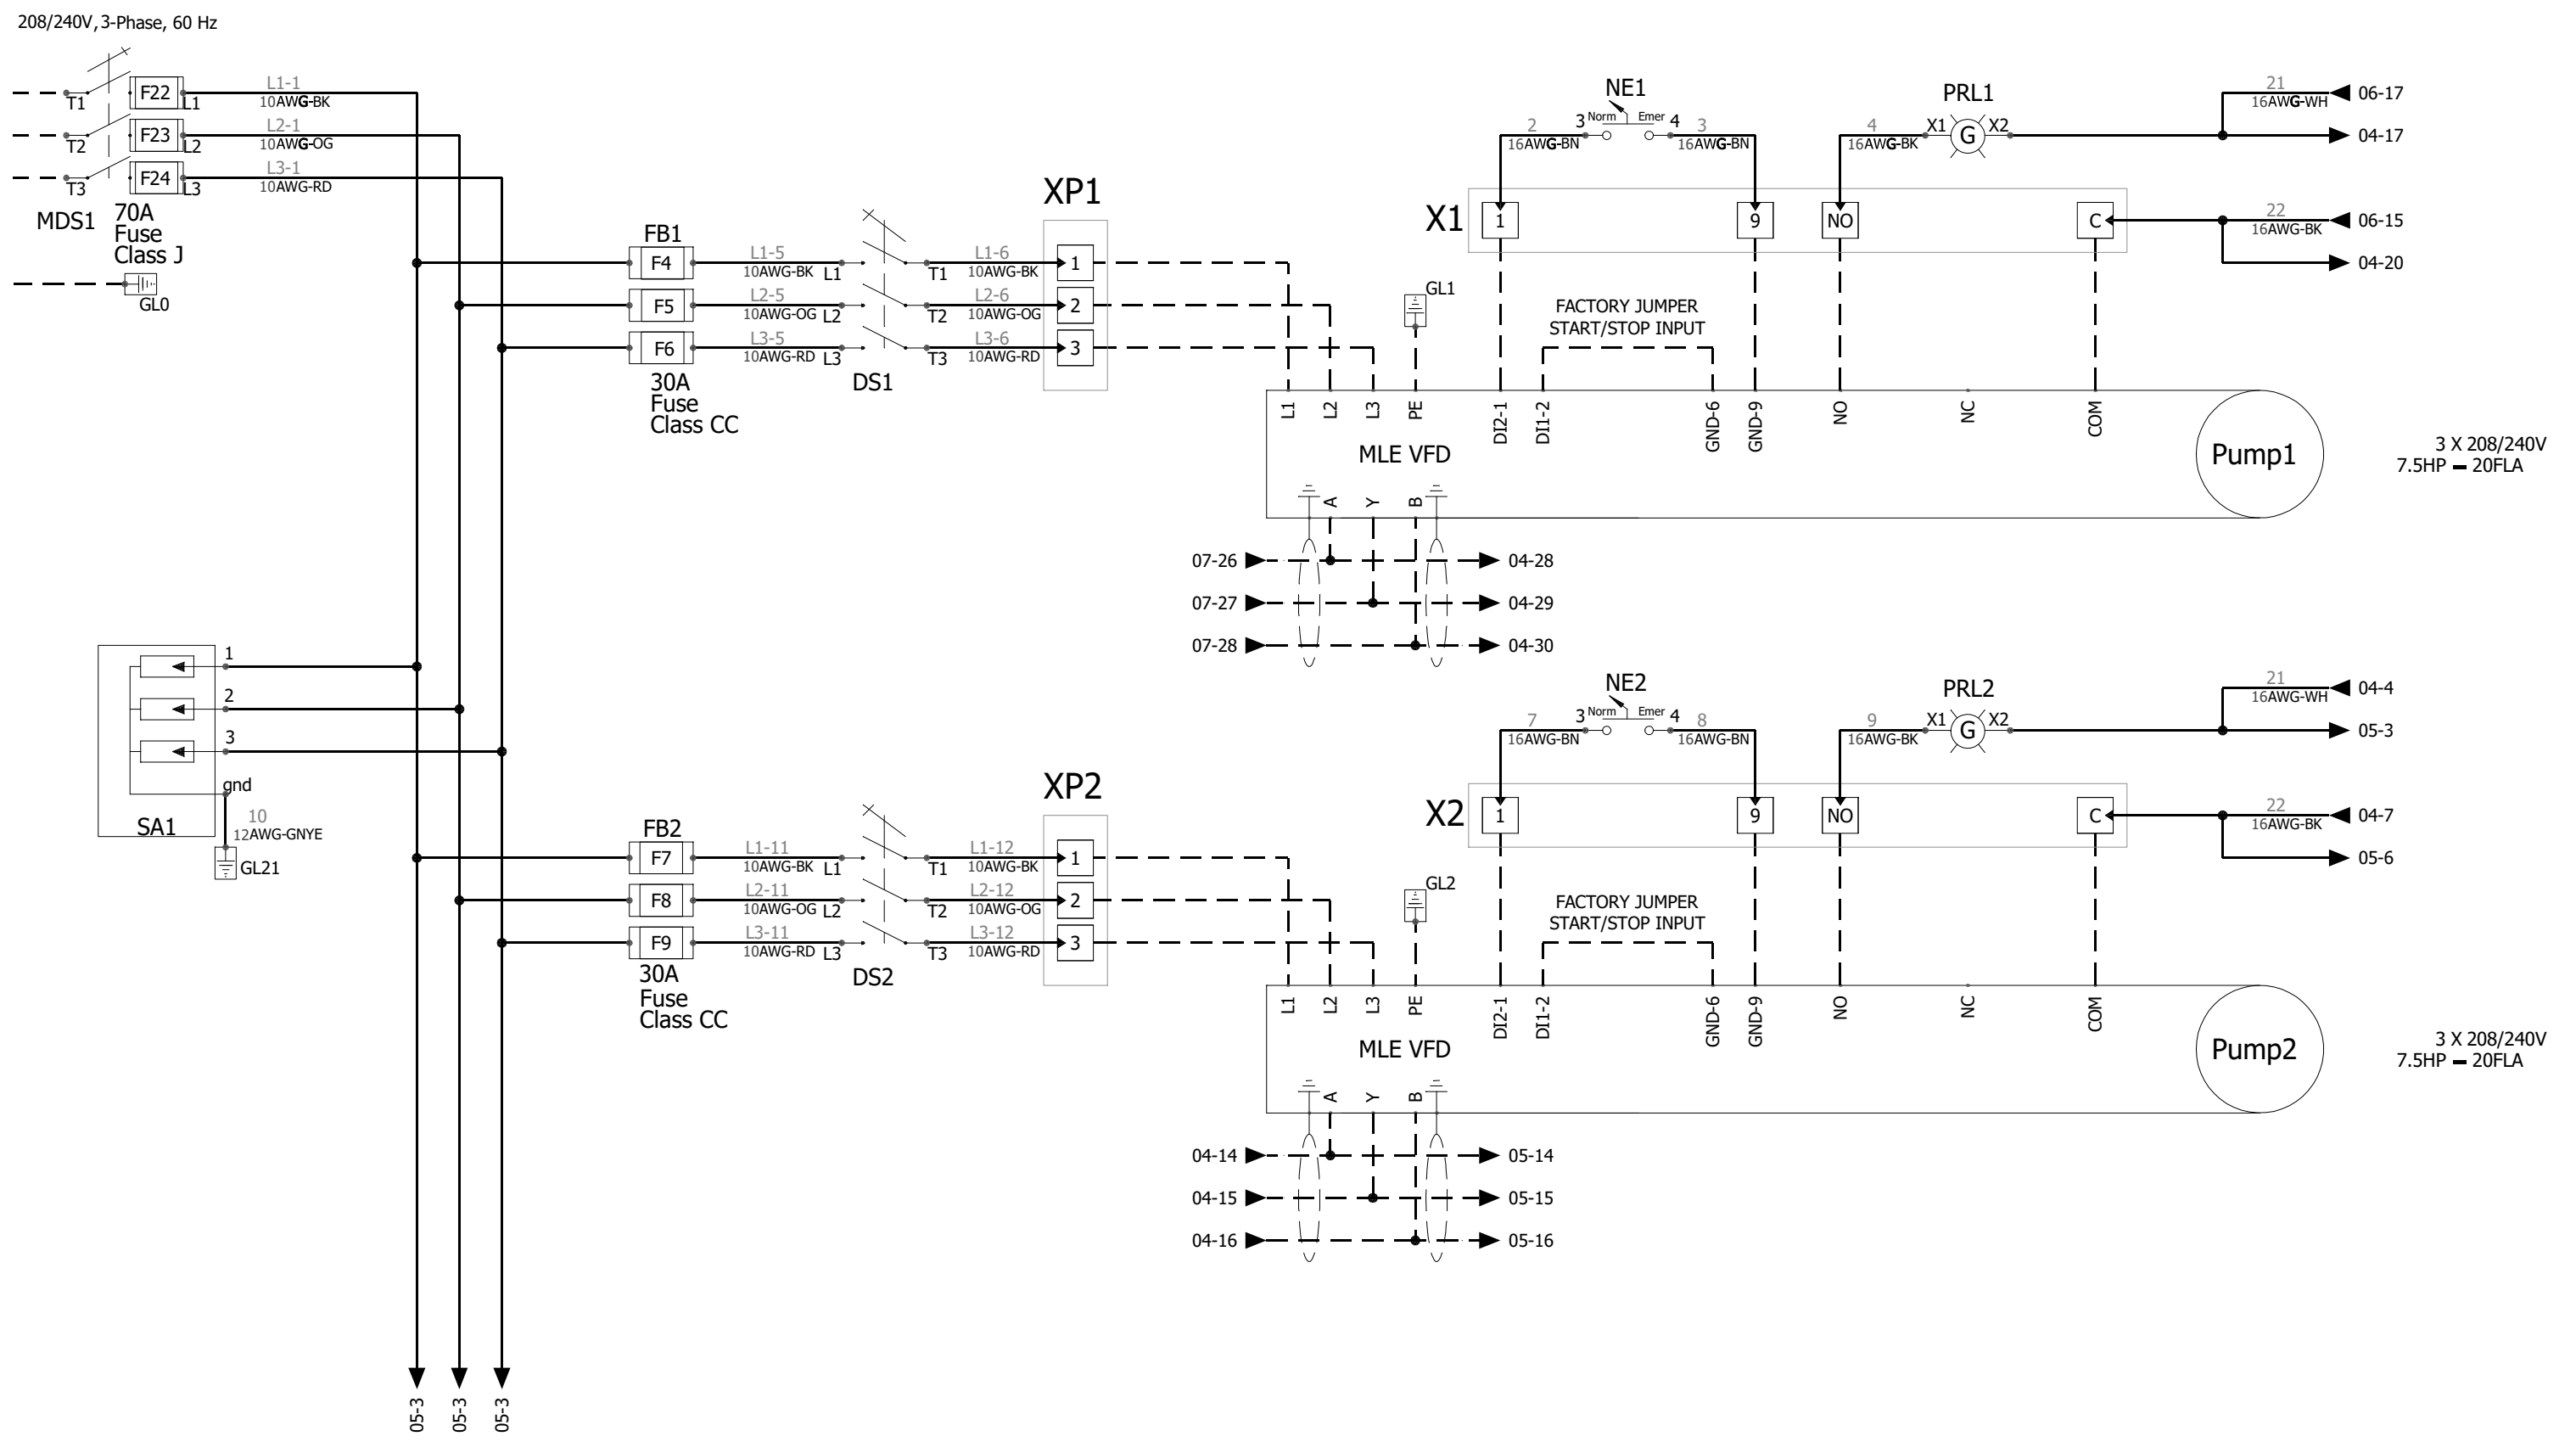 208/240V, 3-Phase, 60 Hz
T1 F22 L1 L1-1
10AWG-BK
T2 F23 L2 L2-1
10AWG-OG
T3 F24 L3 L3-1
10AWG-RD
MDS1
70A
Fuse
Class J
GL0
FB1
F4 L1-5
10AWG-BK L1 T1 L1-6
10AWG-BK
F5 L2-5
10AWG-OG L2 T2 L2-6
10AWG-OG
F6 L3-5
10AWG-RD L3 T3 L3-6
10AWG-RD
30A
Fuse
Class CC
DS1
XP1
1
2
3
NE1
2
16AWG-BN
3 Norm Emer 4
3
16AWG-BN
PRL1
4
16AWG-BK
X1 G X2
21
16AWG-WH
06-17
04-17
X1
1 9 NO C
22
16AWG-BK
06-15
04-20
GL1
FACTORY JUMPER
START/STOP INPUT
L1 L2 L3 PE DI2-1 DI1-2 GND-6 GND-9 NO NC COM
MLE VFD
Pump1
3 X 208/240V
7.5HP - 20FLA
A Y B
07-26 04-28
07-27 04-29
07-28 04-30
1
2
3
gnd
SA1
10
12AWG-GNYE
GL21
FB2
F7 L1-11
10AWG-BK L1 T1 L1-12
10AWG-BK
F8 L2-11
10AWG-OG L2 T2 L2-12
10AWG-OG
F9 L3-11
10AWG-RD L3 T3 L3-12
10AWG-RD
30A
Fuse
Class CC
DS2
XP2
1
2
3
NE2
7
16AWG-BN
3 Norm Emer 4
8
16AWG-BN
PRL2
9
16AWG-BK
X1 G X2
21
16AWG-WH
04-4
05-3
X2
1 9 NO C
22
16AWG-BK
04-7
05-6
GL2
FACTORY JUMPER
START/STOP INPUT
L1 L2 L3 PE DI2-1 DI1-2 GND-6 GND-9 NO NC COM
MLE VFD
Pump2
3 X 208/240V
7.5HP - 20FLA
A Y B
04-14 05-14
04-15 05-15
04-16 05-16
05-3 05-3 05-3